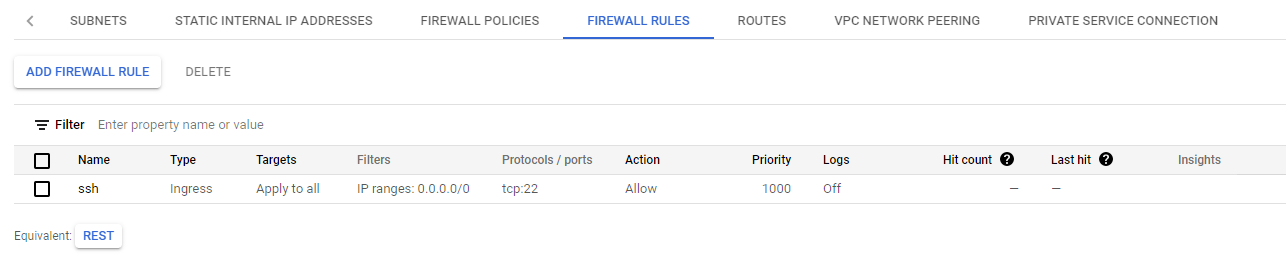 SUBNETS STATIC INTERNAL IP ADDRESSES FIREWALL POLICIES FIREWALL RULES ROUTES VPC NETWORK PEERING PRIVATE SERVICE CONNECTION
ADD FIREWALL RULE DELETE
Filter Enter property name or value
Name Type Targets Filters Protocols / ports Action Priority Logs Hit count ? Last hit ? Insights
ssh Ingress Apply to all IP ranges: 0.0.0.0/0 tcp:22 Allow 1000 Off — —
Equivalent: REST